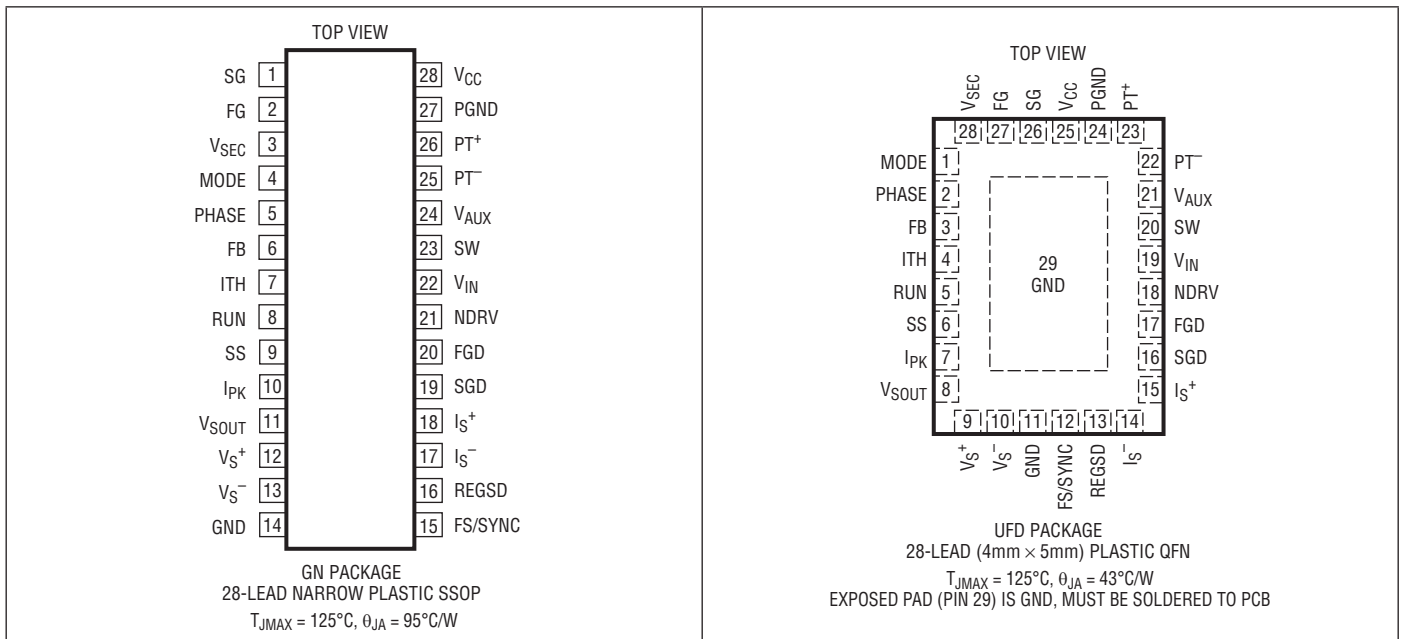 TOP VIEW
SG 1
FG 2
VSEC 3
MODE 4
PHASE 5
FB 6
ITH 7
RUN 8
SS 9
IPK 10
VSOUT 11
VS+ 12
VS– 13
GND 14
28 VCC
27 PGND
26 PT+
25 PT–
24 VAUX
23 SW
22 VIN
21 NDRV
20 FGD
19 SGD
18 IS+
17 IS–
16 REGSD
15 FS/SYNC
GN PACKAGE
28-LEAD NARROW PLASTIC SSOP
TJMAX = 125°C, θJA = 95°C/W
TOP VIEW
VSEC FG SG VCC PGND PT+
28 27 26 25 24 23
MODE 1
PHASE 2
FB 3
ITH 4
RUN 5
SS 6
IPK 7
VSOUT 8
29
GND
22 PT–
21 VAUX
20 SW
19 VIN
18 NDRV
17 FGD
16 SGD
15 IS+
9 10 11 12 13 14
VS+ VS– GND FS/SYNC REGSD IS–
UFD PACKAGE
28-LEAD (4mm × 5mm) PLASTIC QFN
TJMAX = 125°C, θJA = 43°C/W
EXPOSED PAD (PIN 29) IS GND, MUST BE SOLDERED TO PCB